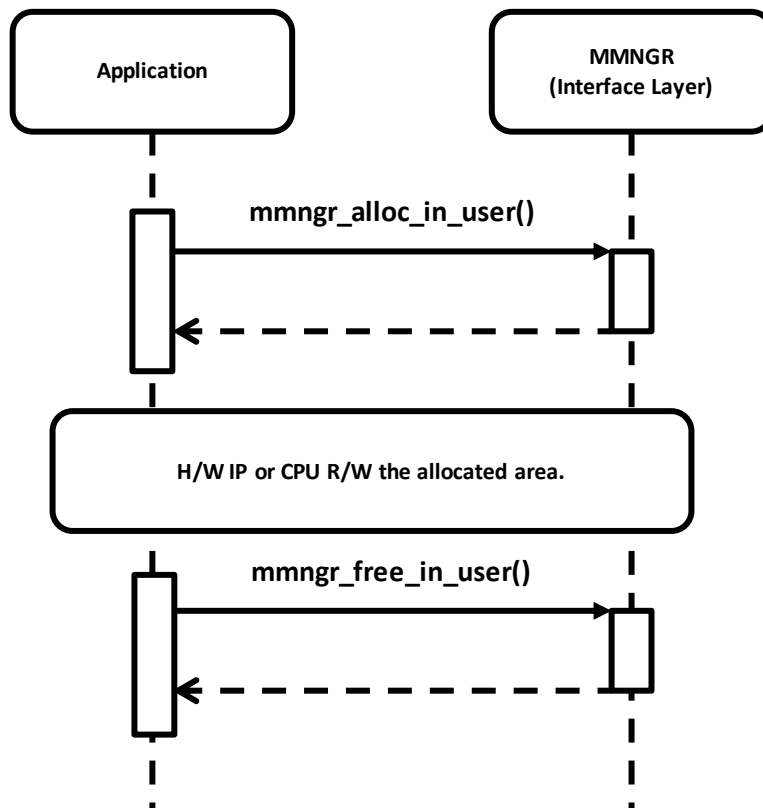 Application
MMNGR
(Interface Layer)
mmngr_alloc_in_user()
H/W IP or CPU R/W the allocated area.
mmngr_free_in_user()